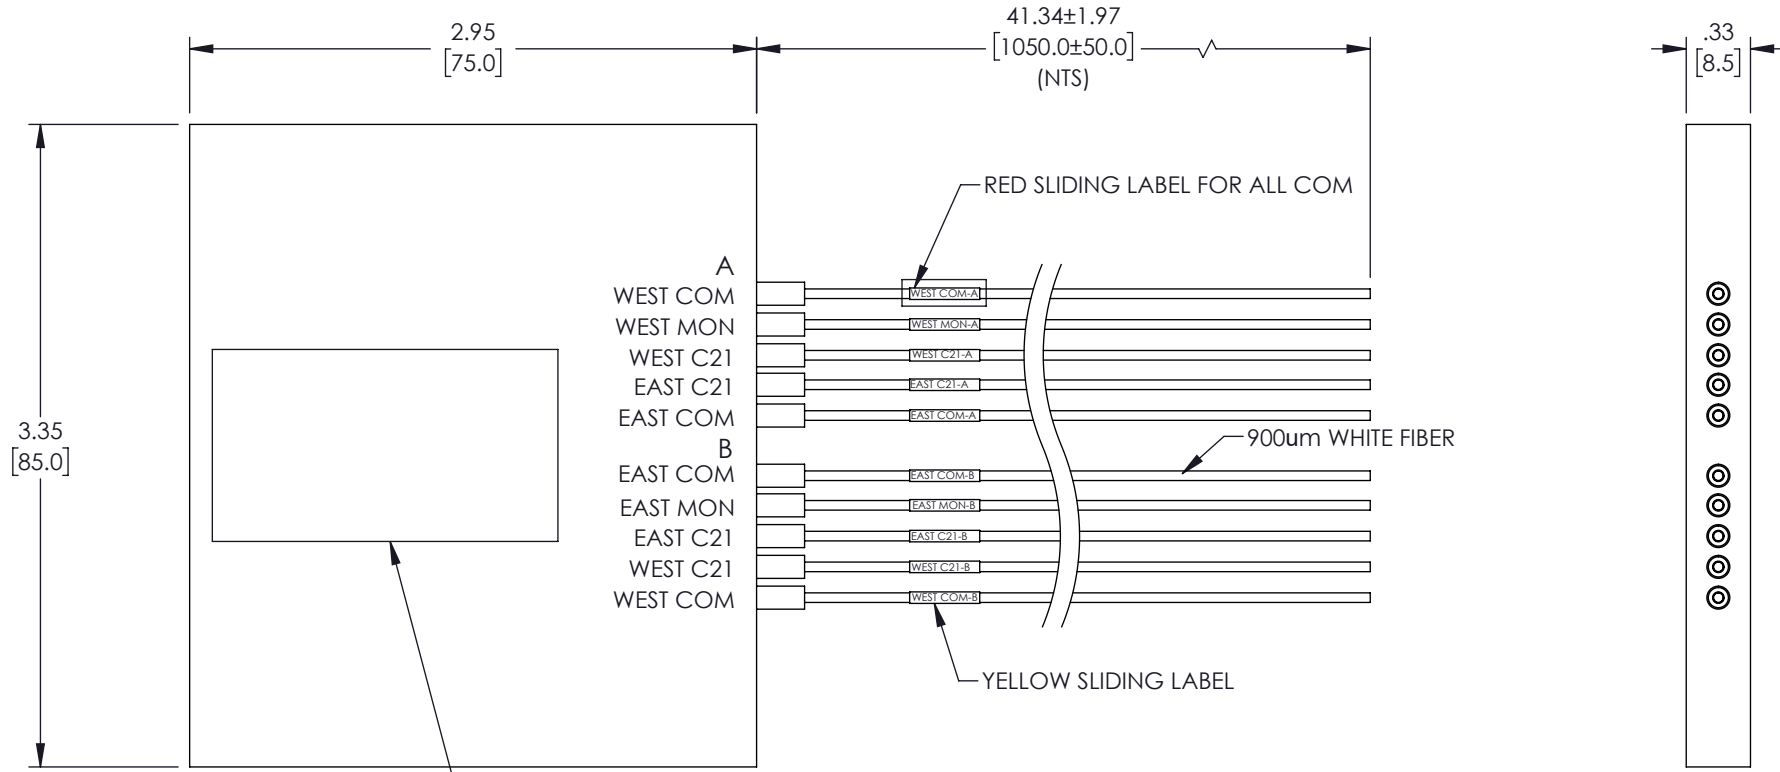 2.95
[75.0]
41.34±1.97
[1050.0±50.0]
(NTS)
.33
[8.5]
RED SLIDING LABEL FOR ALL COM
A
WEST COM
WEST COM-A
WEST MON
WEST MON-A
WEST C21
WEST C21-A
EAST C21
EAST C21-A
EAST COM
EAST COM-A
3.35
[85.0]
900um WHITE FIBER
B
EAST COM
EAST COM-B
EAST MON
EAST MON-B
EAST C21
EAST C21-B
WEST C21
WEST C21-B
WEST COM
WEST COM-B
YELLOW SLIDING LABEL